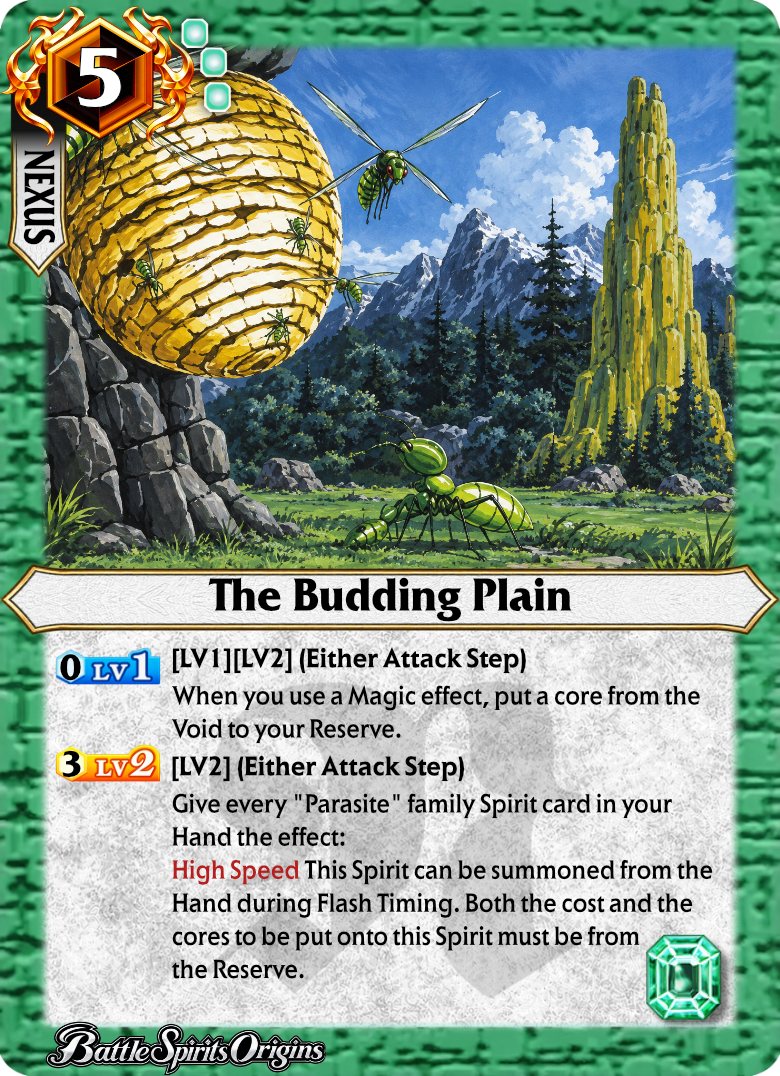 5
NEXUS
The Budding Plain
0 LV1 [LV1][LV2] (Either Attack Step)
When you use a Magic effect, put a core from the
Void to your Reserve.
3 LV2 [LV2] (Either Attack Step)
Give every "Parasite" family Spirit card in your
Hand the effect:
High Speed This Spirit can be summoned from the
Hand during Flash Timing. Both the cost and the
cores to be put onto this Spirit must be from
the Reserve.
Battle Spirits Origins